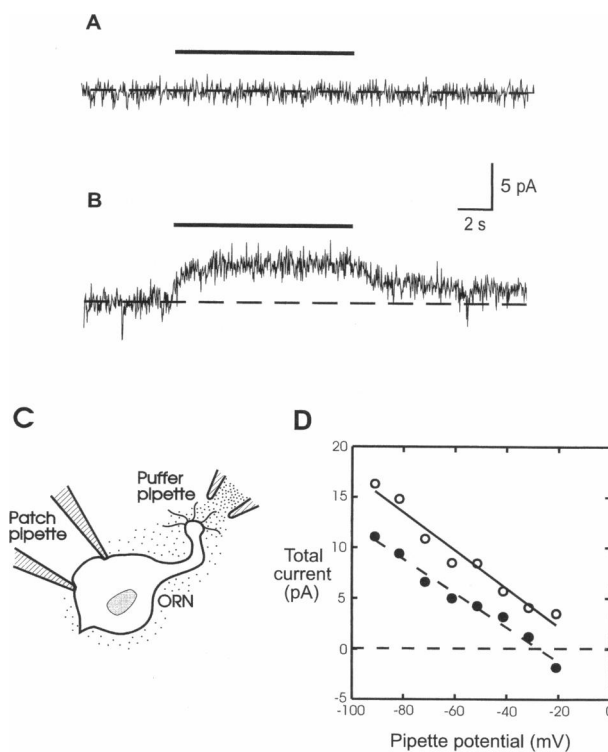 A
5 pA
2 s
B
C
Puffer
pipette
Patch
pipette
ORN
D
20
15
10
5
0
-5
Total
current
(pA)
-100 -80 -60 -40 -20 0
Pipette potential (mV)